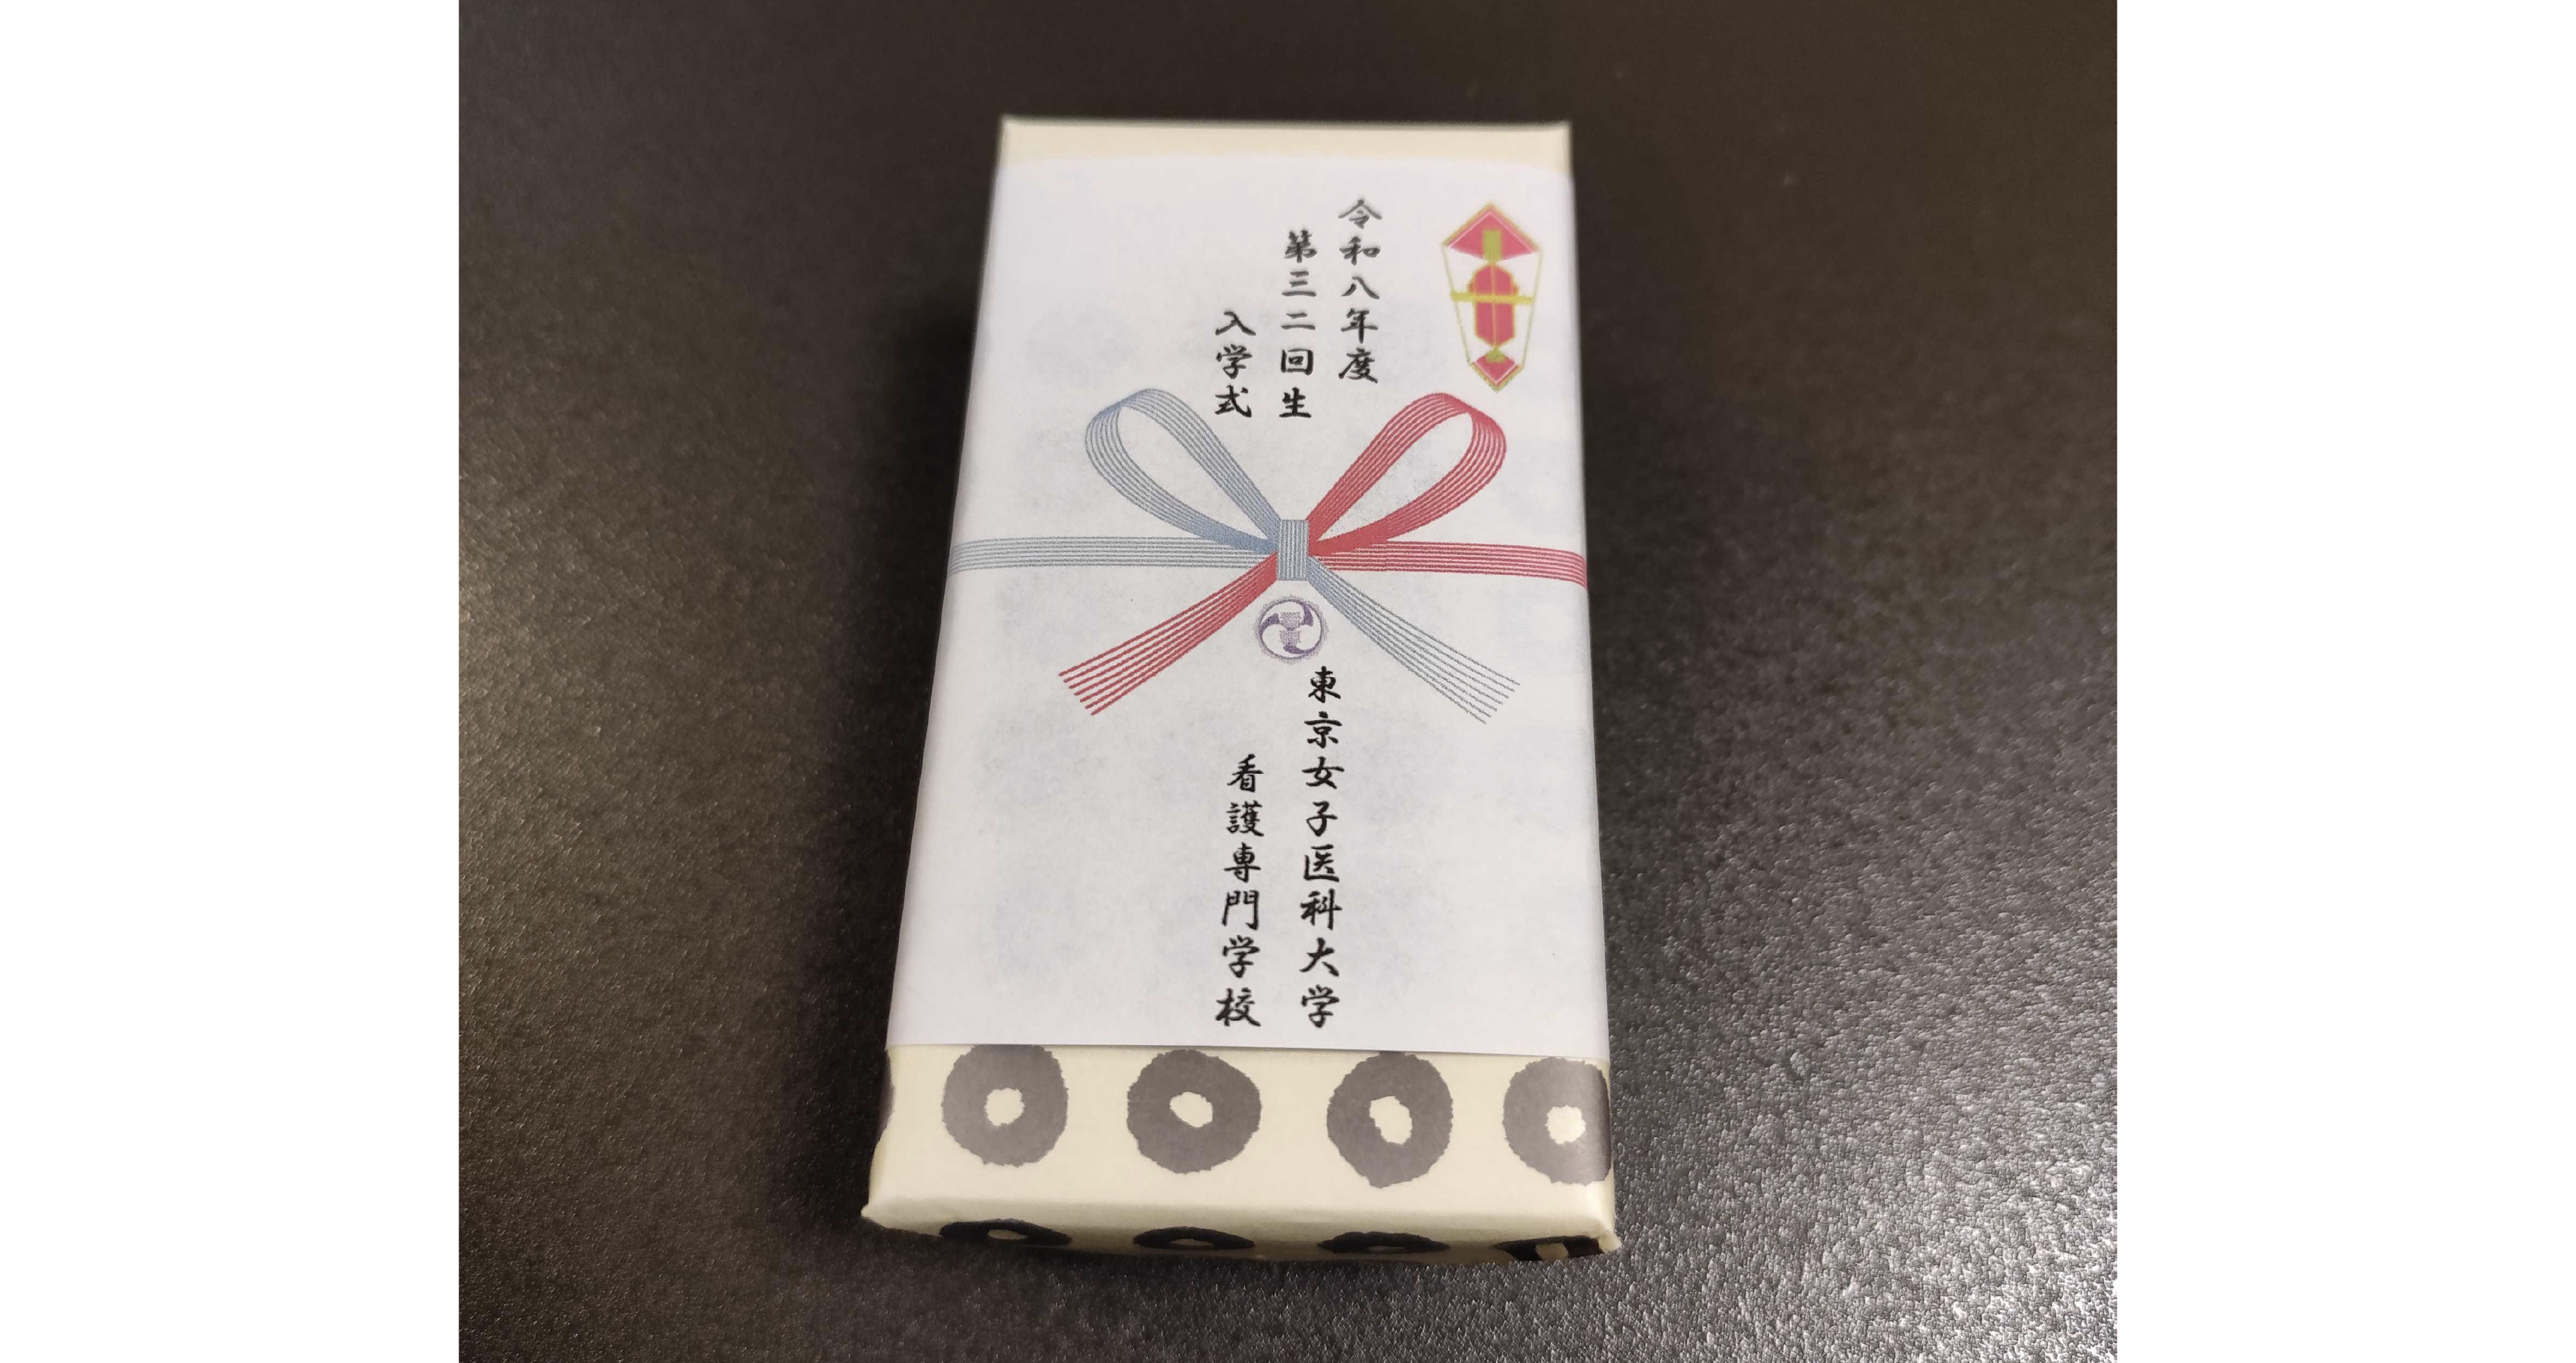 令和八年度
第三二回生
入学式
東京女子医科大学
看護専門学校